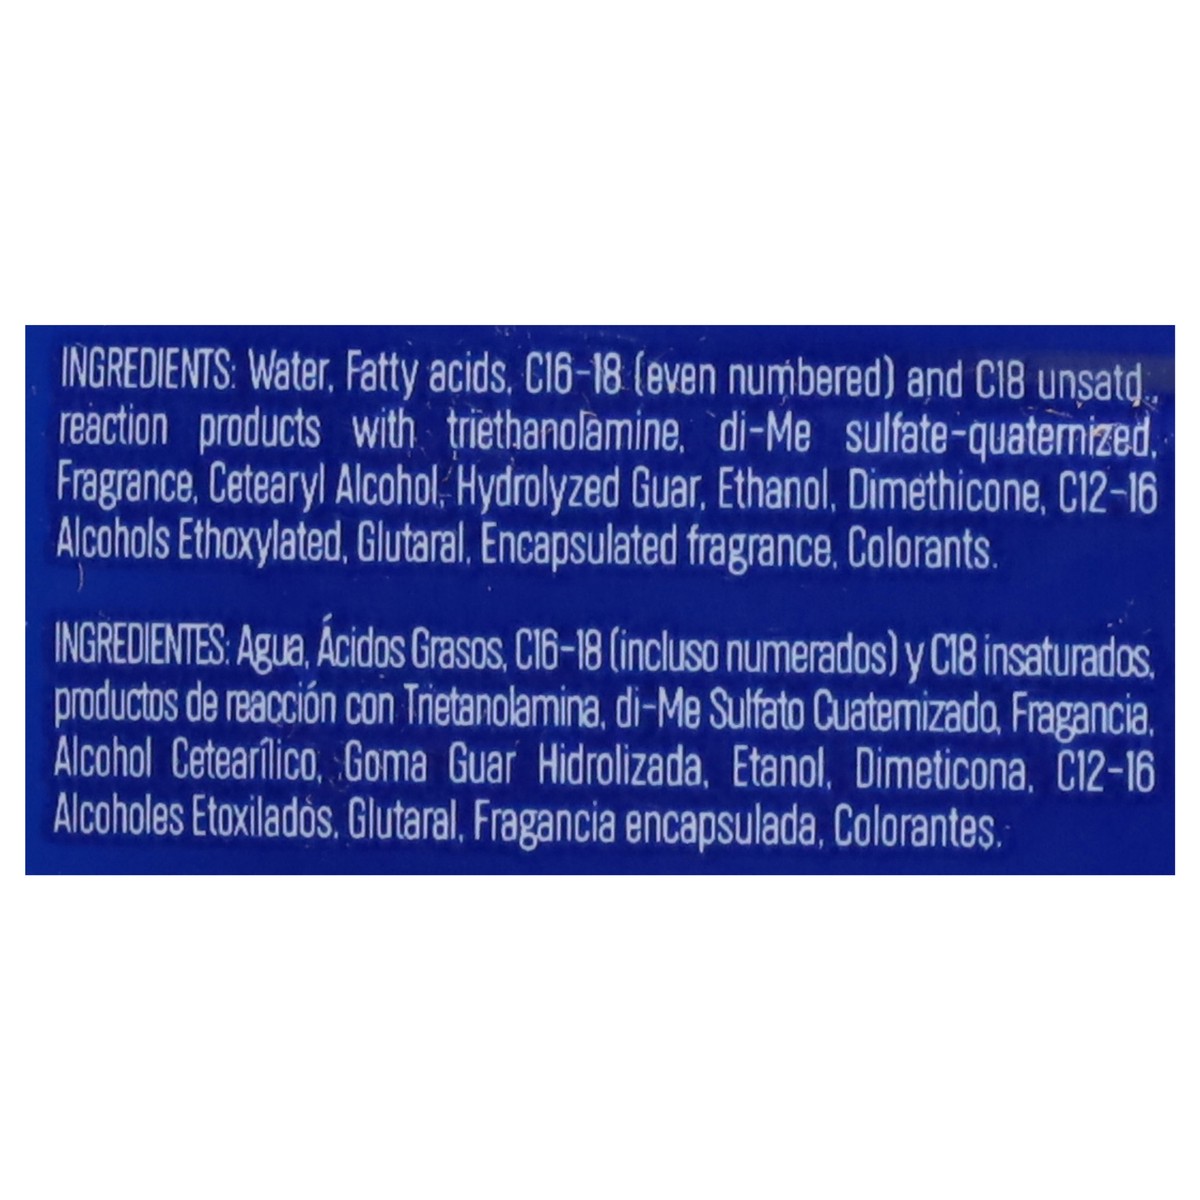 INGREDIENTS: Water, Fatty acids, C16-18 (even numbered) and C18 unsatd.,
reaction products with triethanolamine, di-Me sulfate-quaternized,
Fragrance, Cetearyl Alcohol, Hydrolyzed Guar, Ethanol, Dimethicone, C12-16
Alcohols Ethoxylated, Glutaral, Encapsulated fragrance, Colorants.
INGREDIENTES: Agua, Ácidos Grasos, C16-18 (incluso numerados) y C18 insaturados,
productos de reacción con Trietanolamina, di-Me Sulfato Cuaternizado, Fragancia,
Alcohol Cetearílico, Goma Guar Hidrolizada, Etanol, Dimeticona, C12-16
Alcoholes Etoxilados, Glutaral, Fragancia encapsulada, Colorantes.